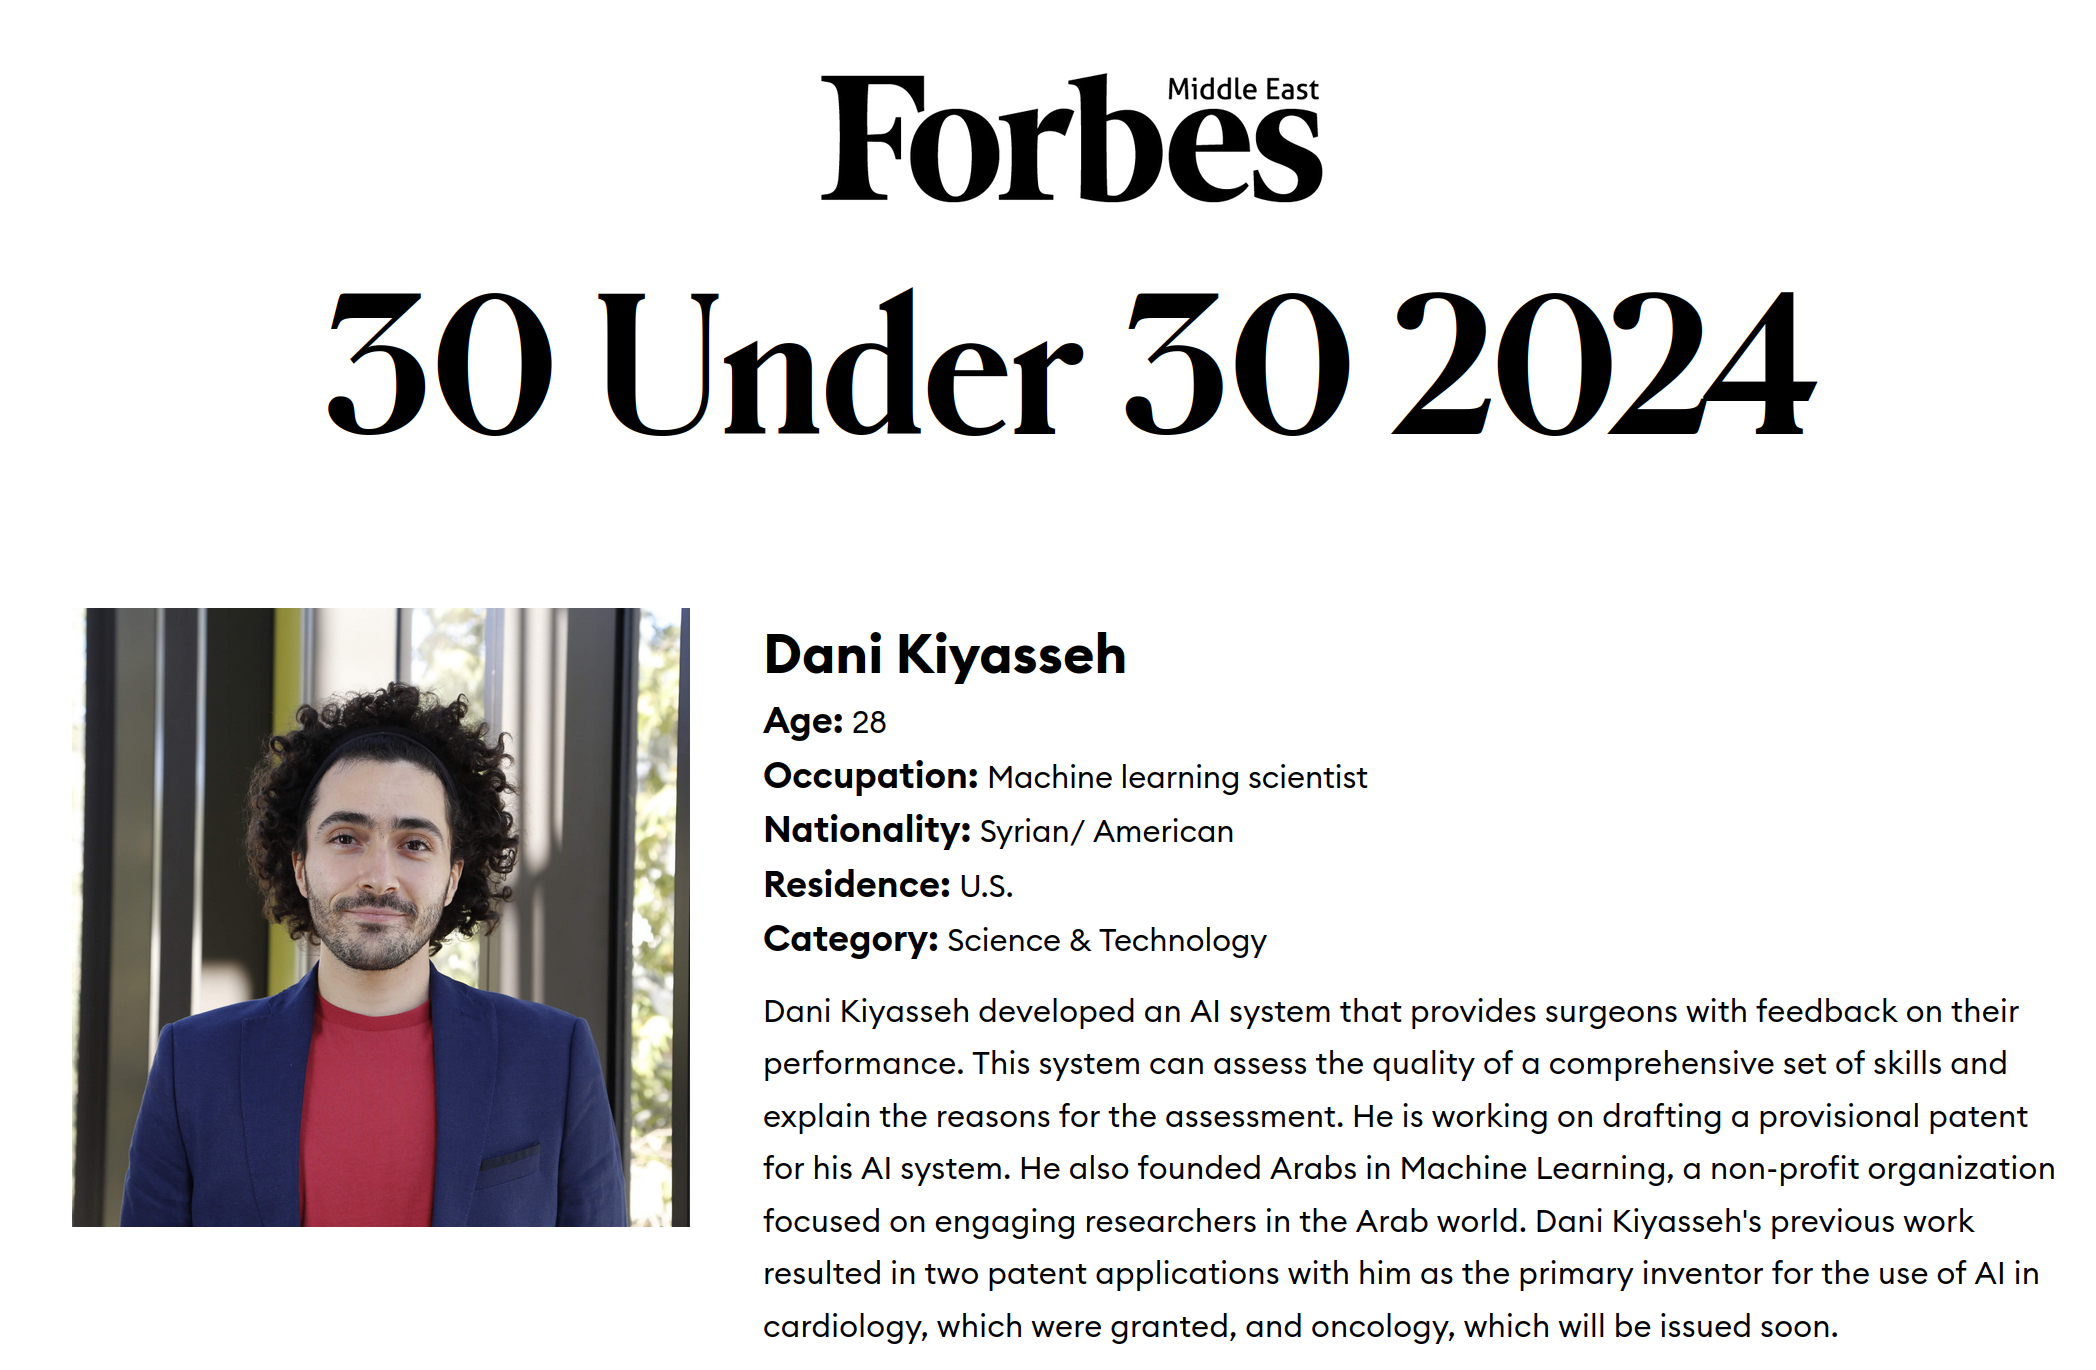 Forbes Middle East
30 Under 30 2024
Dani Kiyasseh
Age: 28
Occupation: Machine learning scientist
Nationality: Syrian/ American
Residence: U.S.
Category: Science & Technology
Dani Kiyasseh developed an AI system that provides surgeons with feedback on their
performance. This system can assess the quality of a comprehensive set of skills and
explain the reasons for the assessment. He is working on drafting a provisional patent
for his AI system. He also founded Arabs in Machine Learning, a non-profit organization
focused on engaging researchers in the Arab world. Dani Kiyasseh's previous work
resulted in two patent applications with him as the primary inventor for the use of AI in
cardiology, which were granted, and oncology, which will be issued soon.